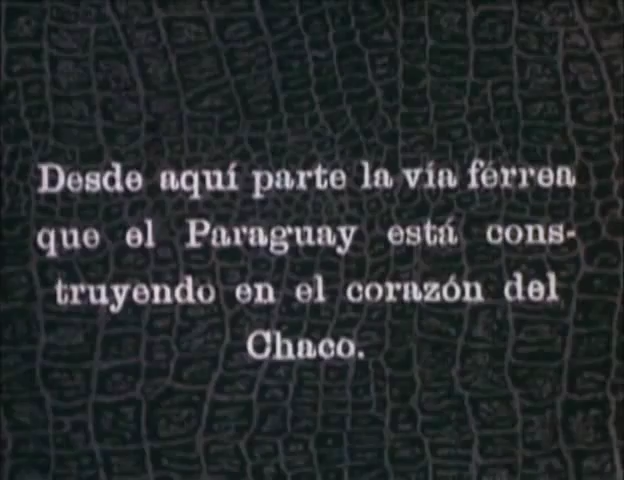 Desde aquí parte la vía férrea
que el Paraguay está cons-
truyendo en el corazón del
Chaco.